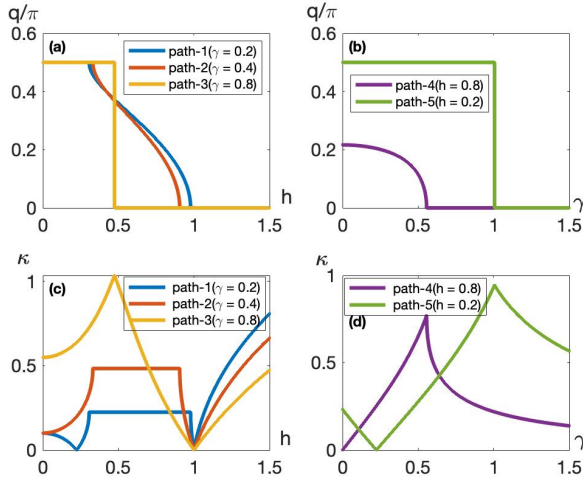 q/π
(a)
path-1(γ = 0.2)
path-2(γ = 0.4)
path-3(γ = 0.8)
0.6
0.4
0.2
0
0 0.5 1 1.5
h
q/π
(b)
path-4(h = 0.8)
path-5(h = 0.2)
0.6
0.4
0.2
0
0 0.5 1 1.5
γ
κ
(c)
path-1(γ = 0.2)
path-2(γ = 0.4)
path-3(γ = 0.8)
1
0.5
0
0 0.5 1 1.5
h
κ
path-4(h = 0.8)
path-5(h = 0.2)
(d)
1
0.5
0
0 0.5 1 1.5
γ